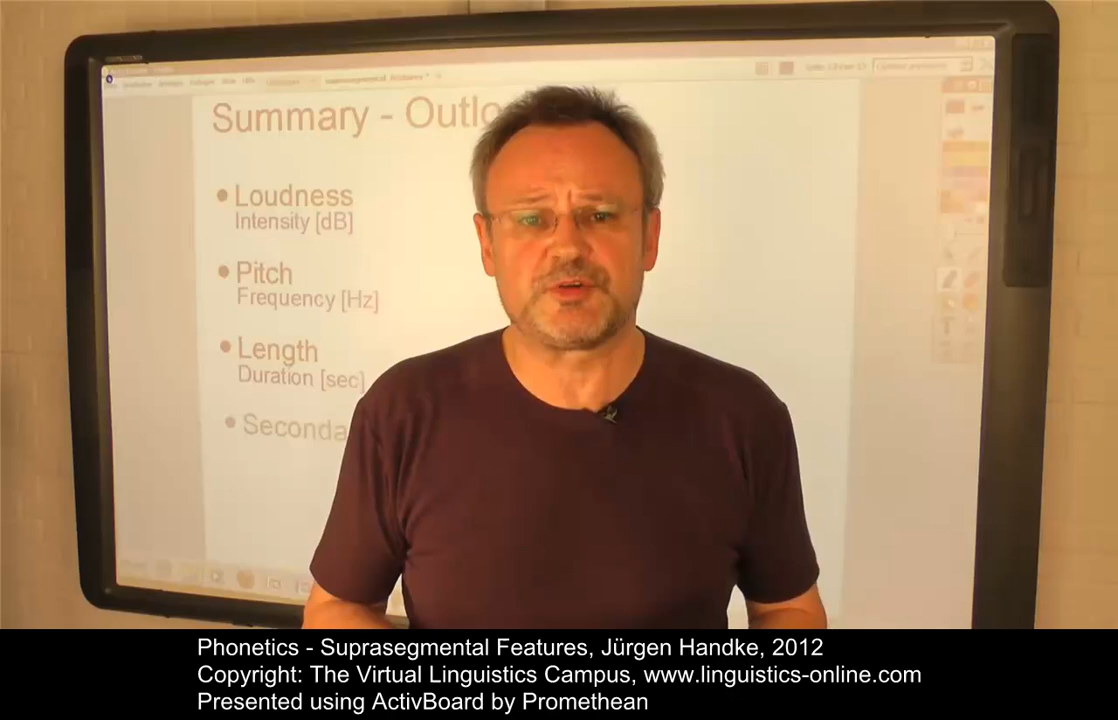 Summary - Outlo
Loudness
Intensity [dB]
Pitch
Frequency [Hz]
Length
Duration [sec]
Seconda
Phonetics - Suprasegmental Features, Jürgen Handke, 2012
Copyright: The Virtual Linguistics Campus, www.linguistics-online.com
Presented using ActivBoard by Promethean